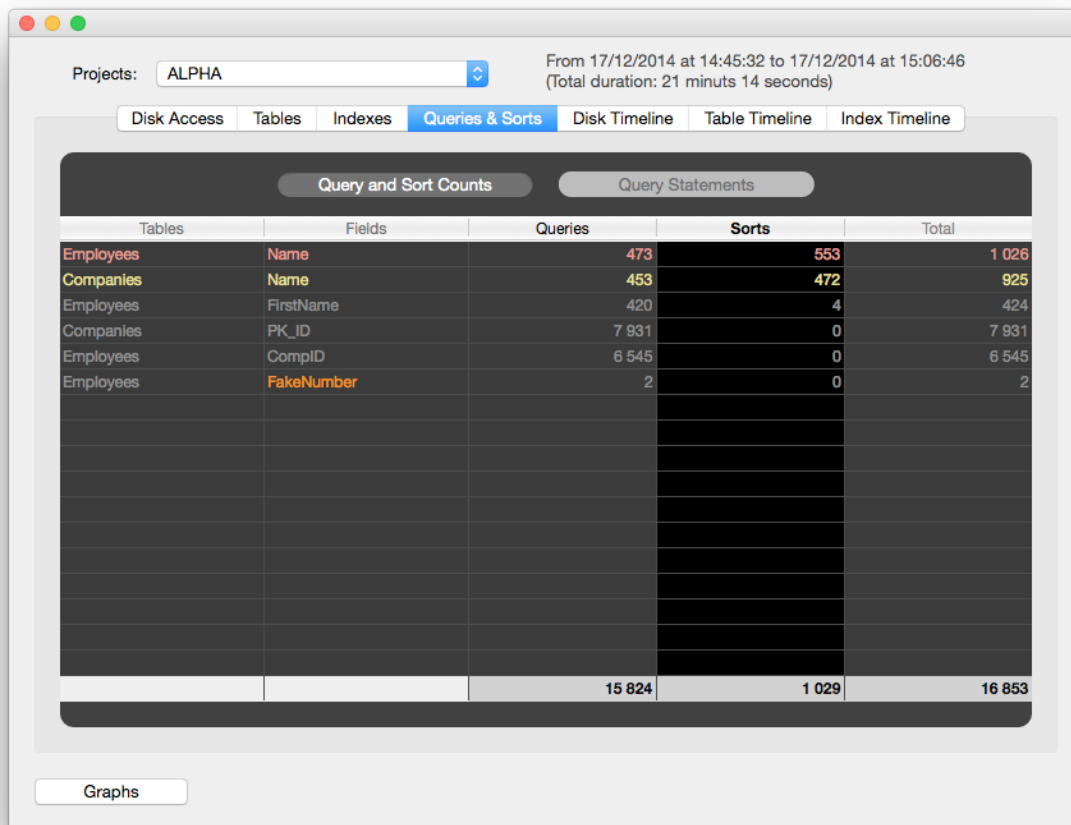 Projects: ALPHA
From 17/12/2014 at 14:45:32 to 17/12/2014 at 15:06:46
(Total duration: 21 minuts 14 seconds)
Disk Access Tables Indexes Queries & Sorts Disk Timeline Table Timeline Index Timeline
Query and Sort Counts Query Statements
Tables Fields Queries Sorts Total
Employees Name 473 553 1 026
Companies Name 453 472 925
Employees FirstName 420 4 424
Companies PK_ID 7 931 0 7 931
Employees CompID 6 545 0 6 545
Employees FakeNumber 2 0 2
15 824 1 029 16 853
Graphs